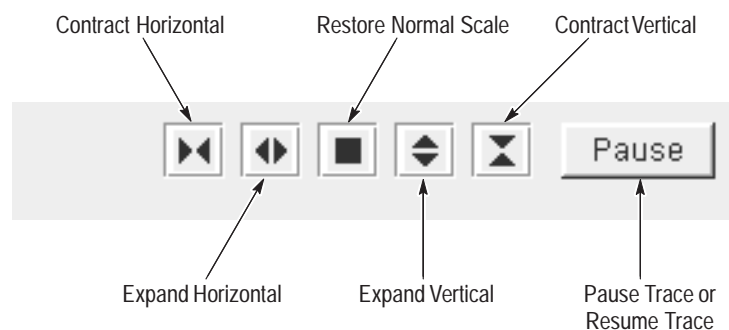 Contract Horizontal
Restore Normal Scale
Contract Vertical
Pause
Expand Horizontal
Expand Vertical
Pause Trace or
Resume Trace